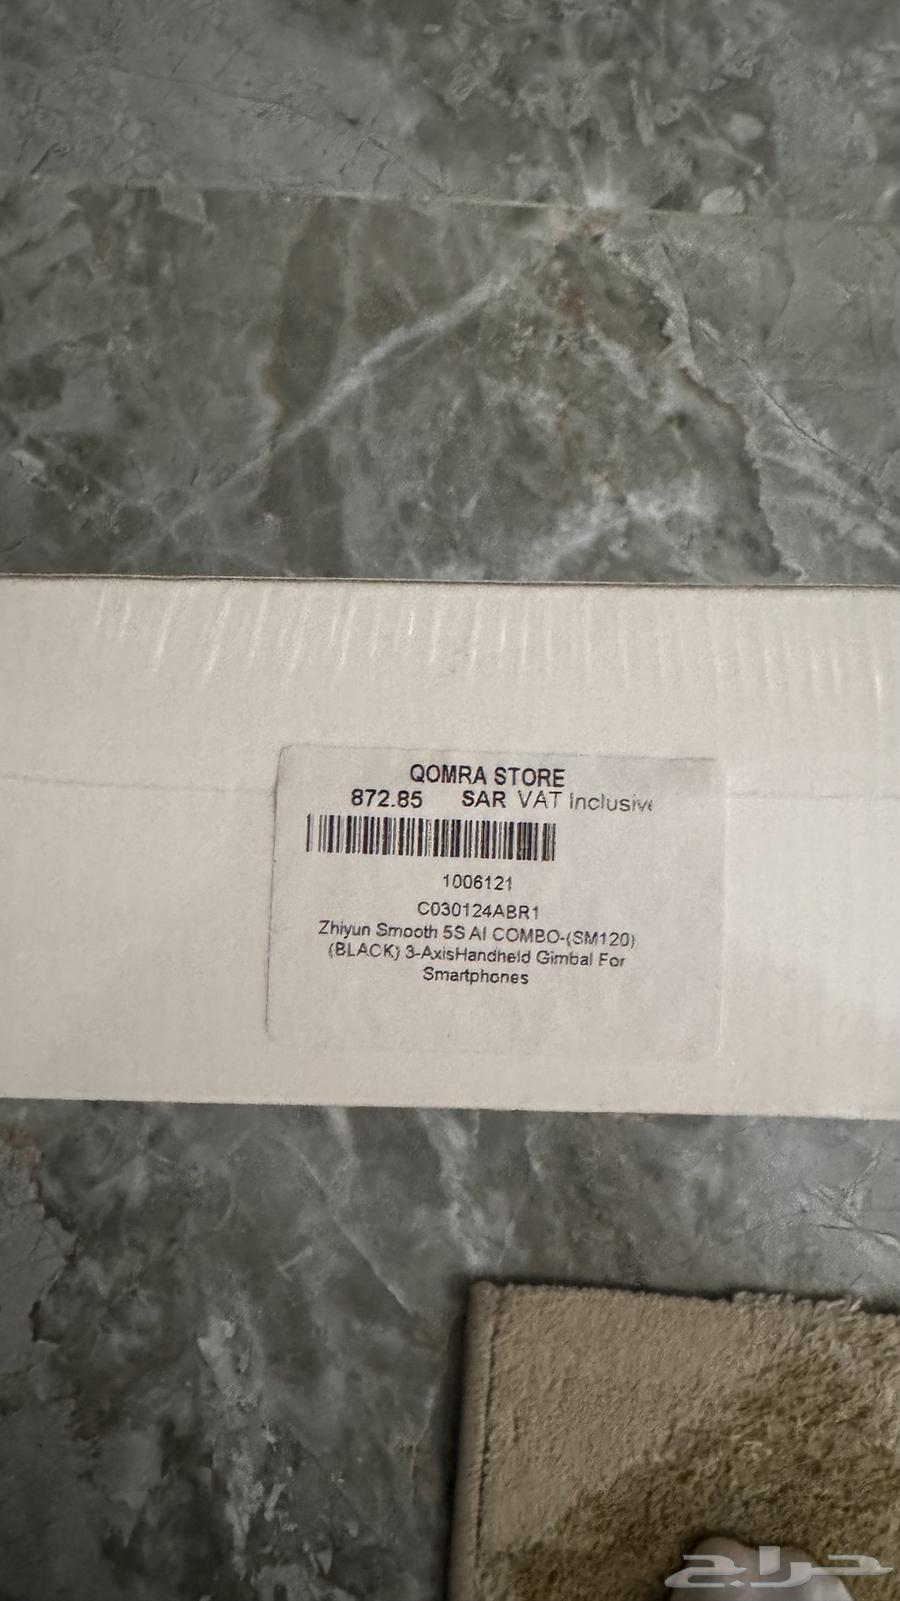 QOMRA STORE
872.85 SAR VAT Inclusive
1006121
C030124ABR1
Zhiyun Smooth 5S AI COMBO-(SM120)
(BLACK) 3-AxisHandheld Gimbal For
Smartphones
حراج